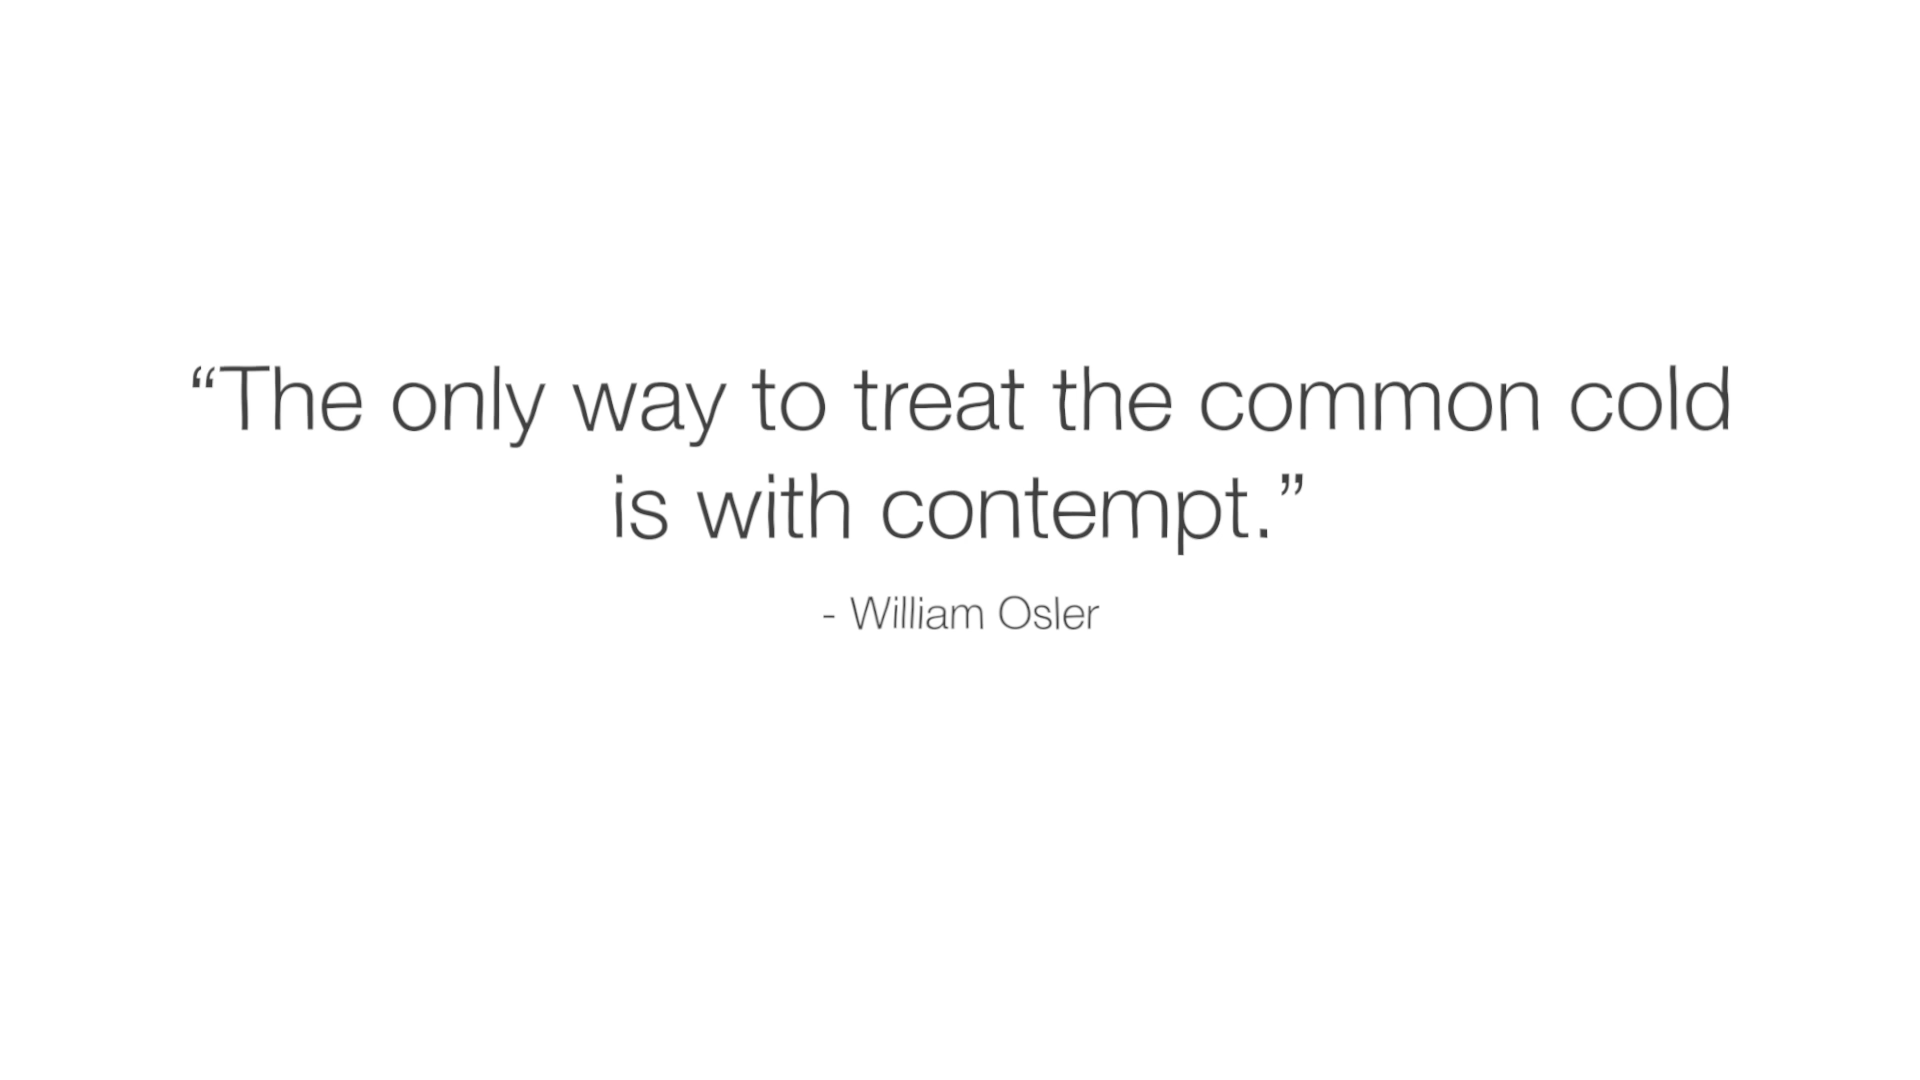 “The only way to treat the common cold
is with contempt.”
- William Osler